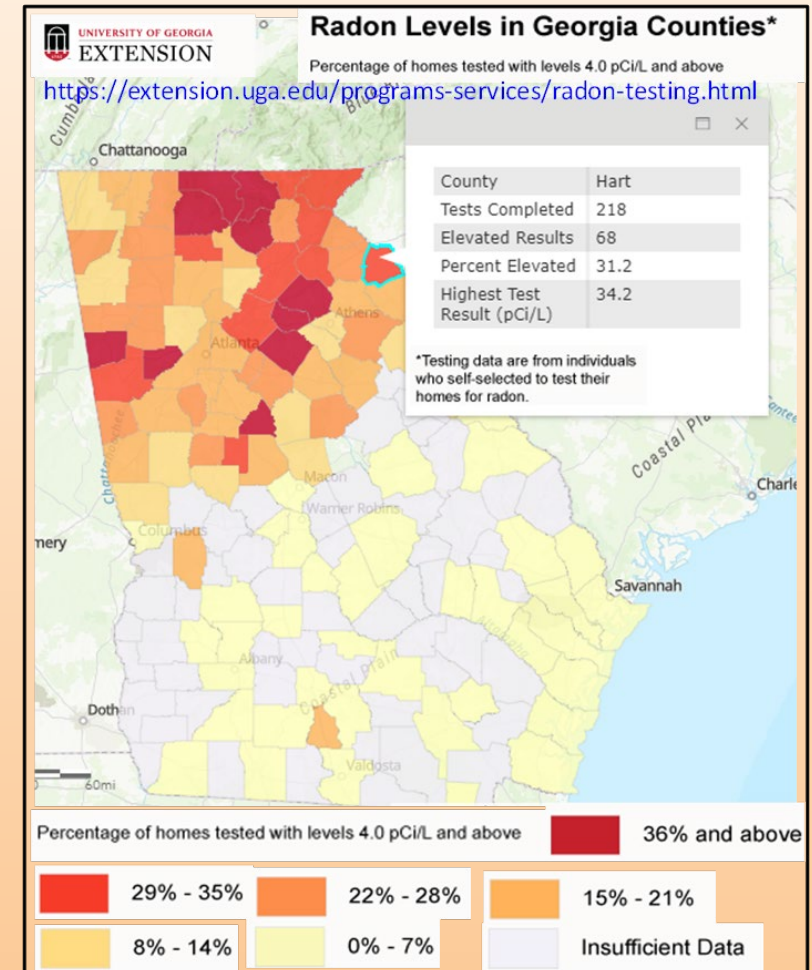 UNIVERSITY OF GEORGIA
EXTENSION
Radon Levels in Georgia Counties*
Percentage of homes tested with levels 4.0 pCi/L and above
https://extension.uga.edu/programs-services/radon-testing.html
Chattanooga
County Hart
Tests Completed 218
Elevated Results 68
Percent Elevated 31.2
Highest Test
Result (pCi/L) 34.2
*Testing data are from individuals
who self-selected to test their
homes for radon.
Athens
Atlanta
Chattahoochee
Coastal
Macon
Warner Robins
Columbus
Savannah
Albany
Coastal Plain
Valdosta
60mi
Percentage of homes tested with levels 4.0 pCi/L and above 36% and above
29% - 35% 22% - 28% 15% - 21%
8% - 14% 0% - 7% Insufficient Data